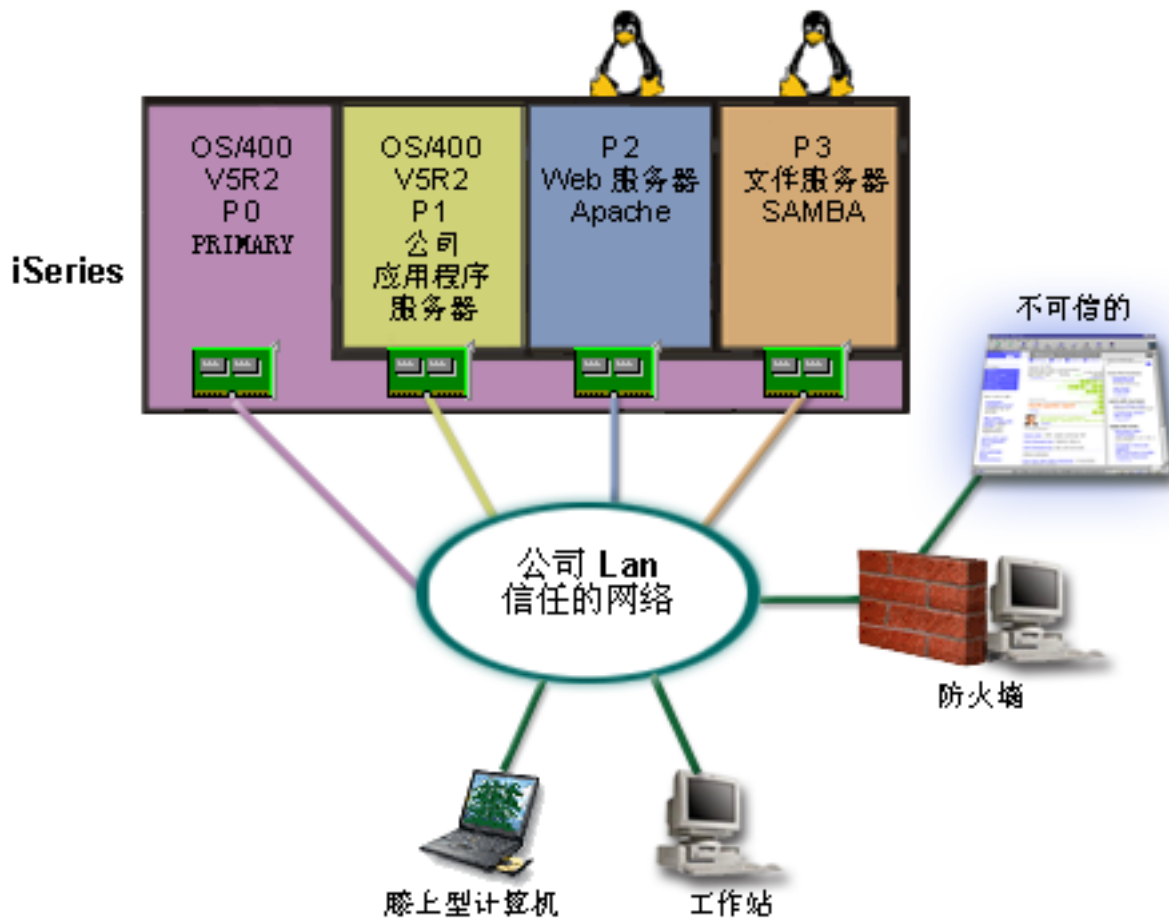 OS/400
V5R2
P0
PRIMARY
OS/400
V5R2
P1
公司
应用程序
服务器
P2
Web 服务器
Apache
P3
文件服务器
SAMBA
iSeries
不可信的
公司 Lan
信任的网络
防火墙
膝上型计算机
工作站